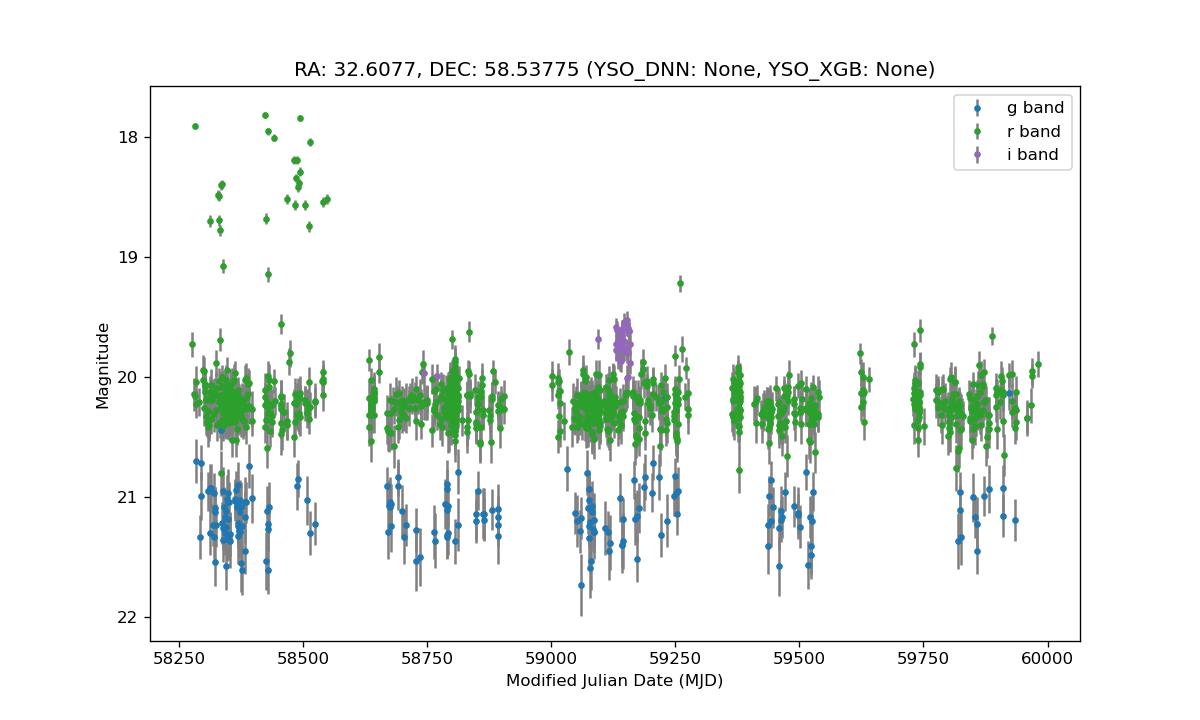 RA: 32.6077, DEC: 58.53775 (YSO_DNN: None, YSO_XGB: None)
g band
r band
i band
18
19
20
21
22
Magnitude
58250 58500 58750 59000 59250 59500 59750 60000
Modified Julian Date (MJD)